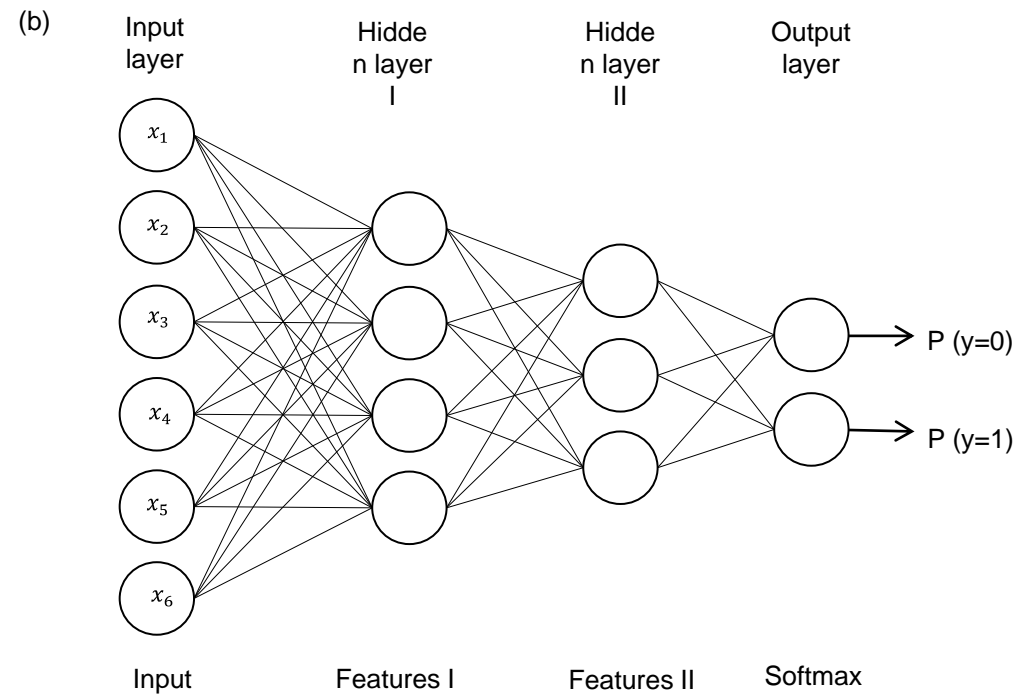 (b)
Input
layer
Hidde
n layer
I
Hidde
n layer
II
Output
layer
x₁
x₂
x₃
x₄
x₅
x₆
P (y=0)
P (y=1)
Input
Features I
Features II
Softmax